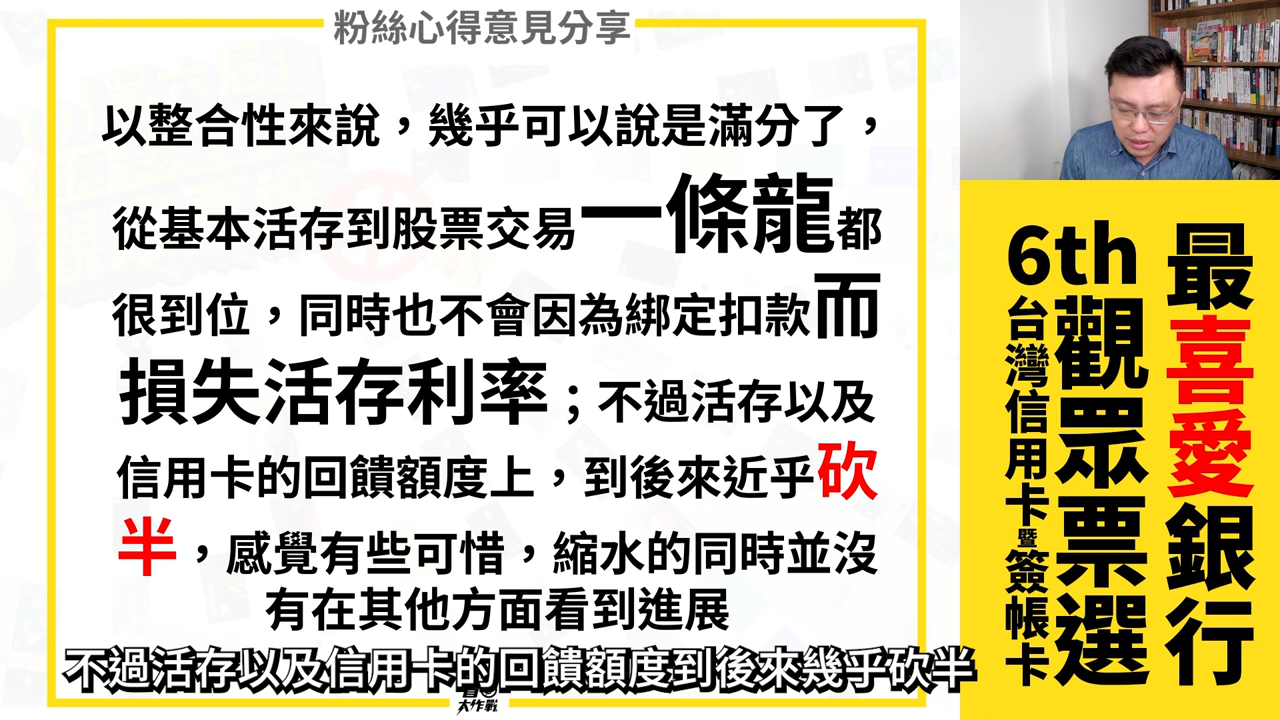 粉絲心得意見分享
以整合性來說，幾乎可以說是滿分了，
從基本活存到股票交易一條龍都
很到位，同時也不會因為綁定扣款而
損失活存利率；不過活存以及
信用卡的回饋額度上，到後來近乎砍
半，感覺有些可惜，縮水的同時並沒
有在其他方面看到進展
不過活存以及信用卡的回饋額度到後來幾乎砍半
大作戰
最喜愛銀行
6th觀眾票選
台灣信用卡暨簽帳卡